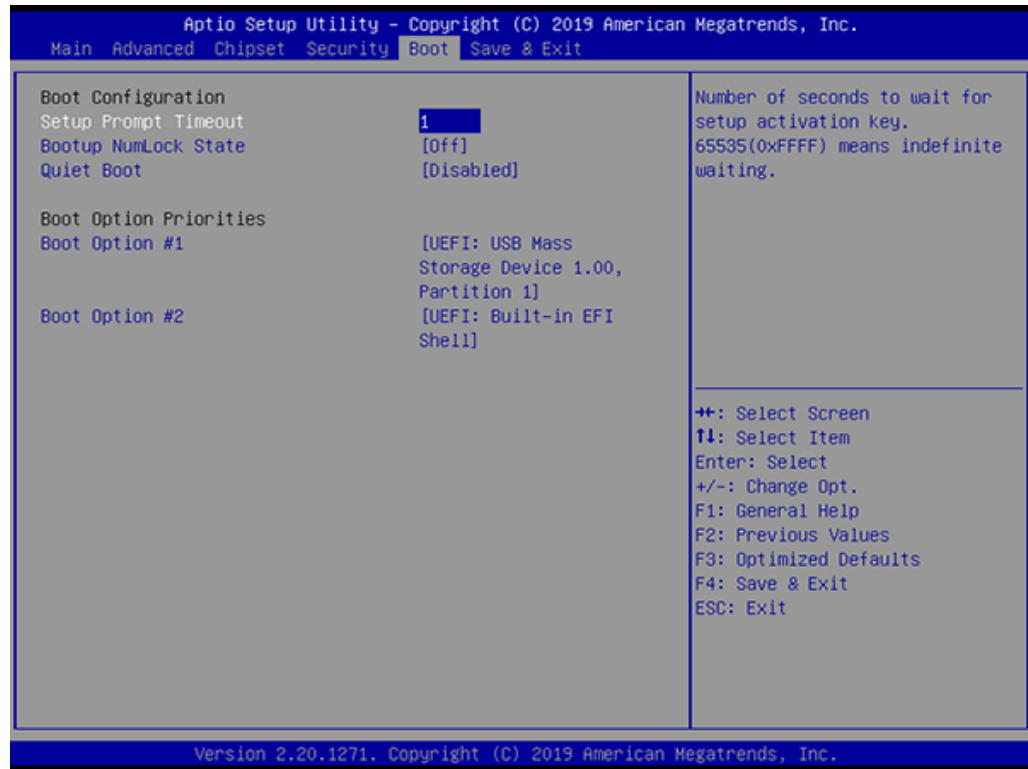 Aptio Setup Utility – Copyright (C) 2019 American Megatrends, Inc.
Main Advanced Chipset Security Boot Save & Exit
Boot Configuration
Setup Prompt Timeout 1
Bootup NumLock State [Off]
Quiet Boot [Disabled]
Boot Option Priorities
Boot Option #1 [UEFI: USB Mass
Storage Device 1.00,
Partition 1]
Boot Option #2 [UEFI: Built-in EFI
Shell]
Number of seconds to wait for
setup activation key.
65535(0xFFFF) means indefinite
waiting.
→←: Select Screen
↑↓: Select Item
Enter: Select
+/-: Change Opt.
F1: General Help
F2: Previous Values
F3: Optimized Defaults
F4: Save & Exit
ESC: Exit
Version 2.20.1271. Copyright (C) 2019 American Megatrends, Inc.